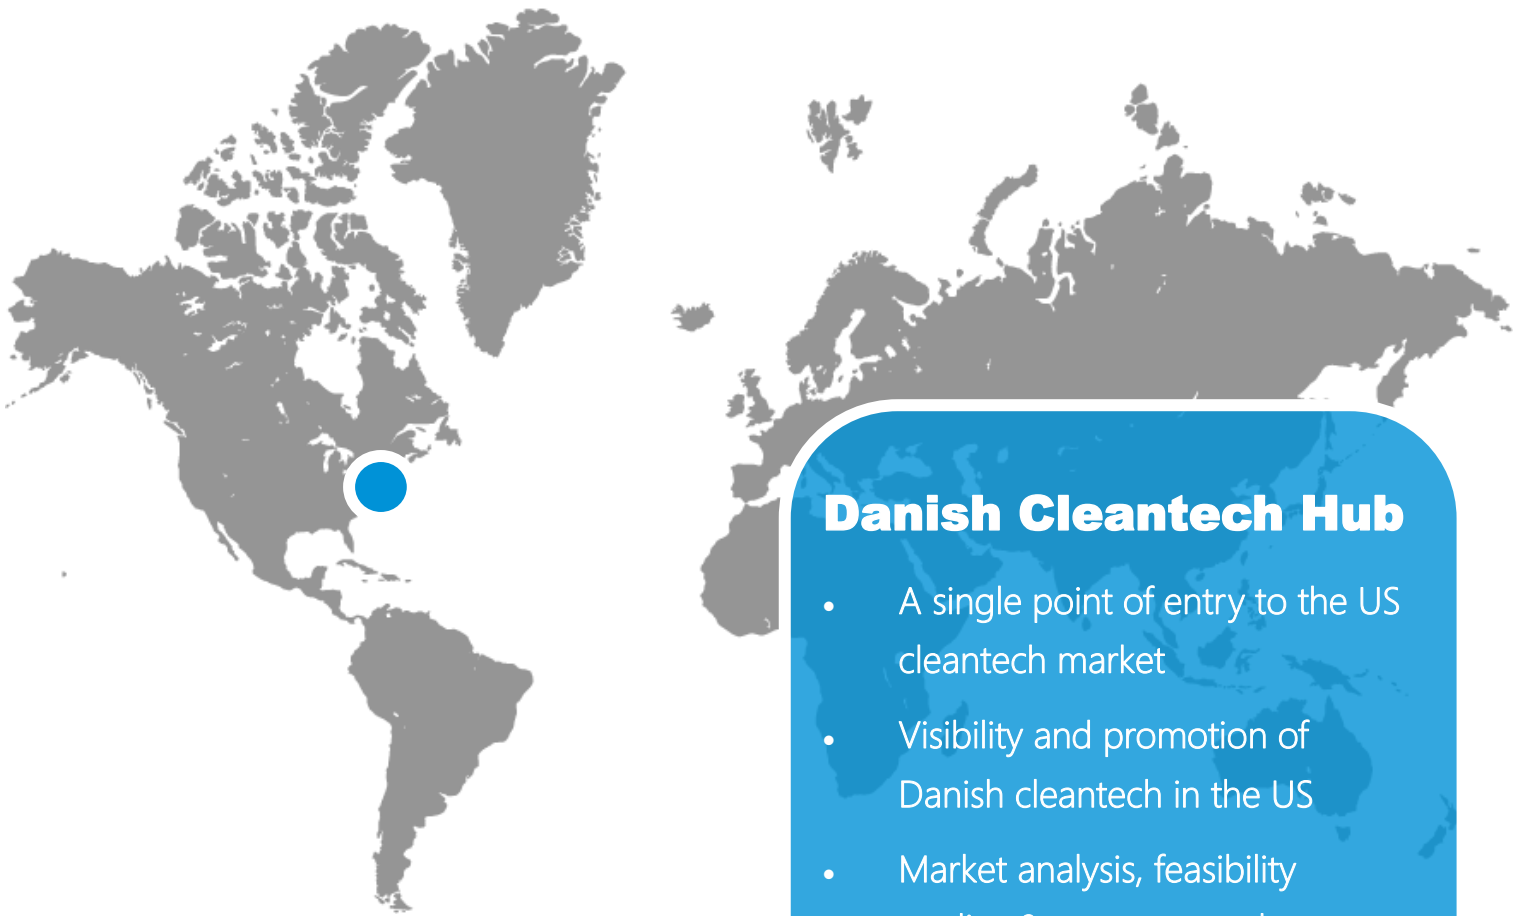 Danish Cleantech Hub
• A single point of entry to the US
cleantech market
• Visibility and promotion of
Danish cleantech in the US
• Market analysis, feasibility